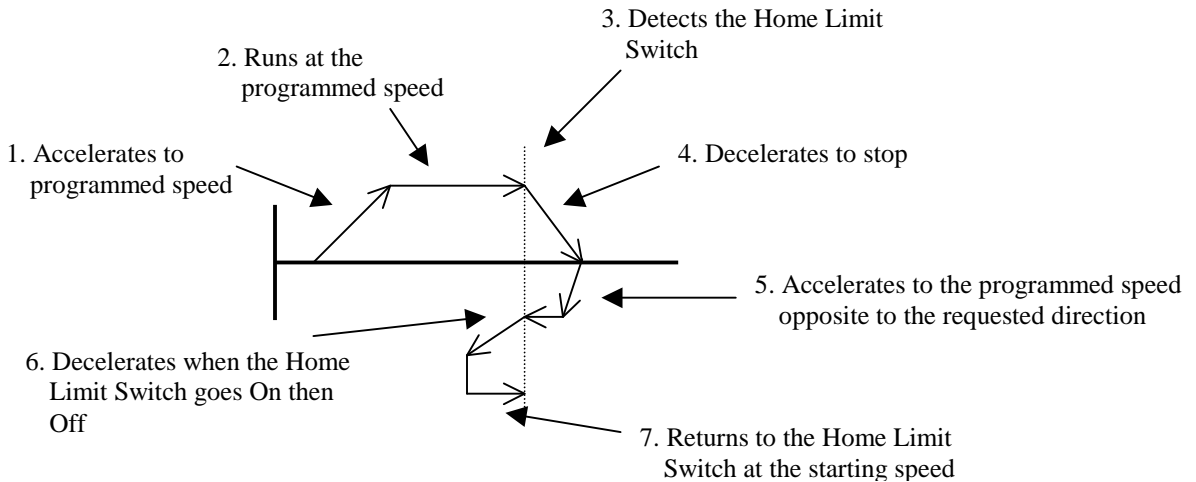 1. Accelerates to
programmed speed
2. Runs at the
programmed speed
3. Detects the Home Limit
Switch
4. Decelerates to stop
5. Accelerates to the programmed speed
opposite to the requested direction
6. Decelerates when the Home
Limit Switch goes On then
Off
7. Returns to the Home Limit
Switch at the starting speed